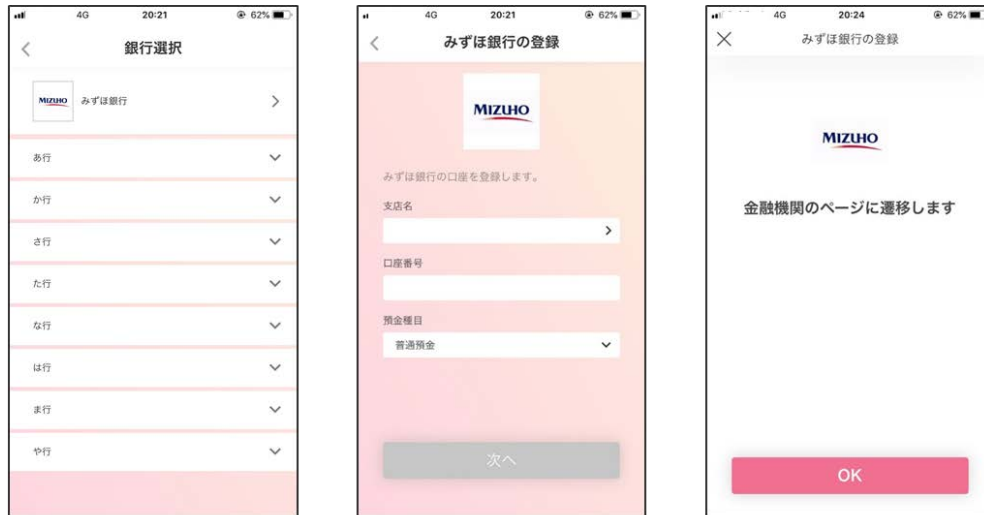 4G 20:21 62%
銀行選択
MIZUHO みずほ銀行
あ行
か行
さ行
た行
な行
は行
ま行
や行
4G 20:21 62%
みずほ銀行の登録
MIZUHO
みずほ銀行の口座を登録します。
支店名
口座番号
預金種目
普通預金
次へ
4G 20:24 62%
みずほ銀行の登録
MIZUHO
金融機関のページに遷移します
OK